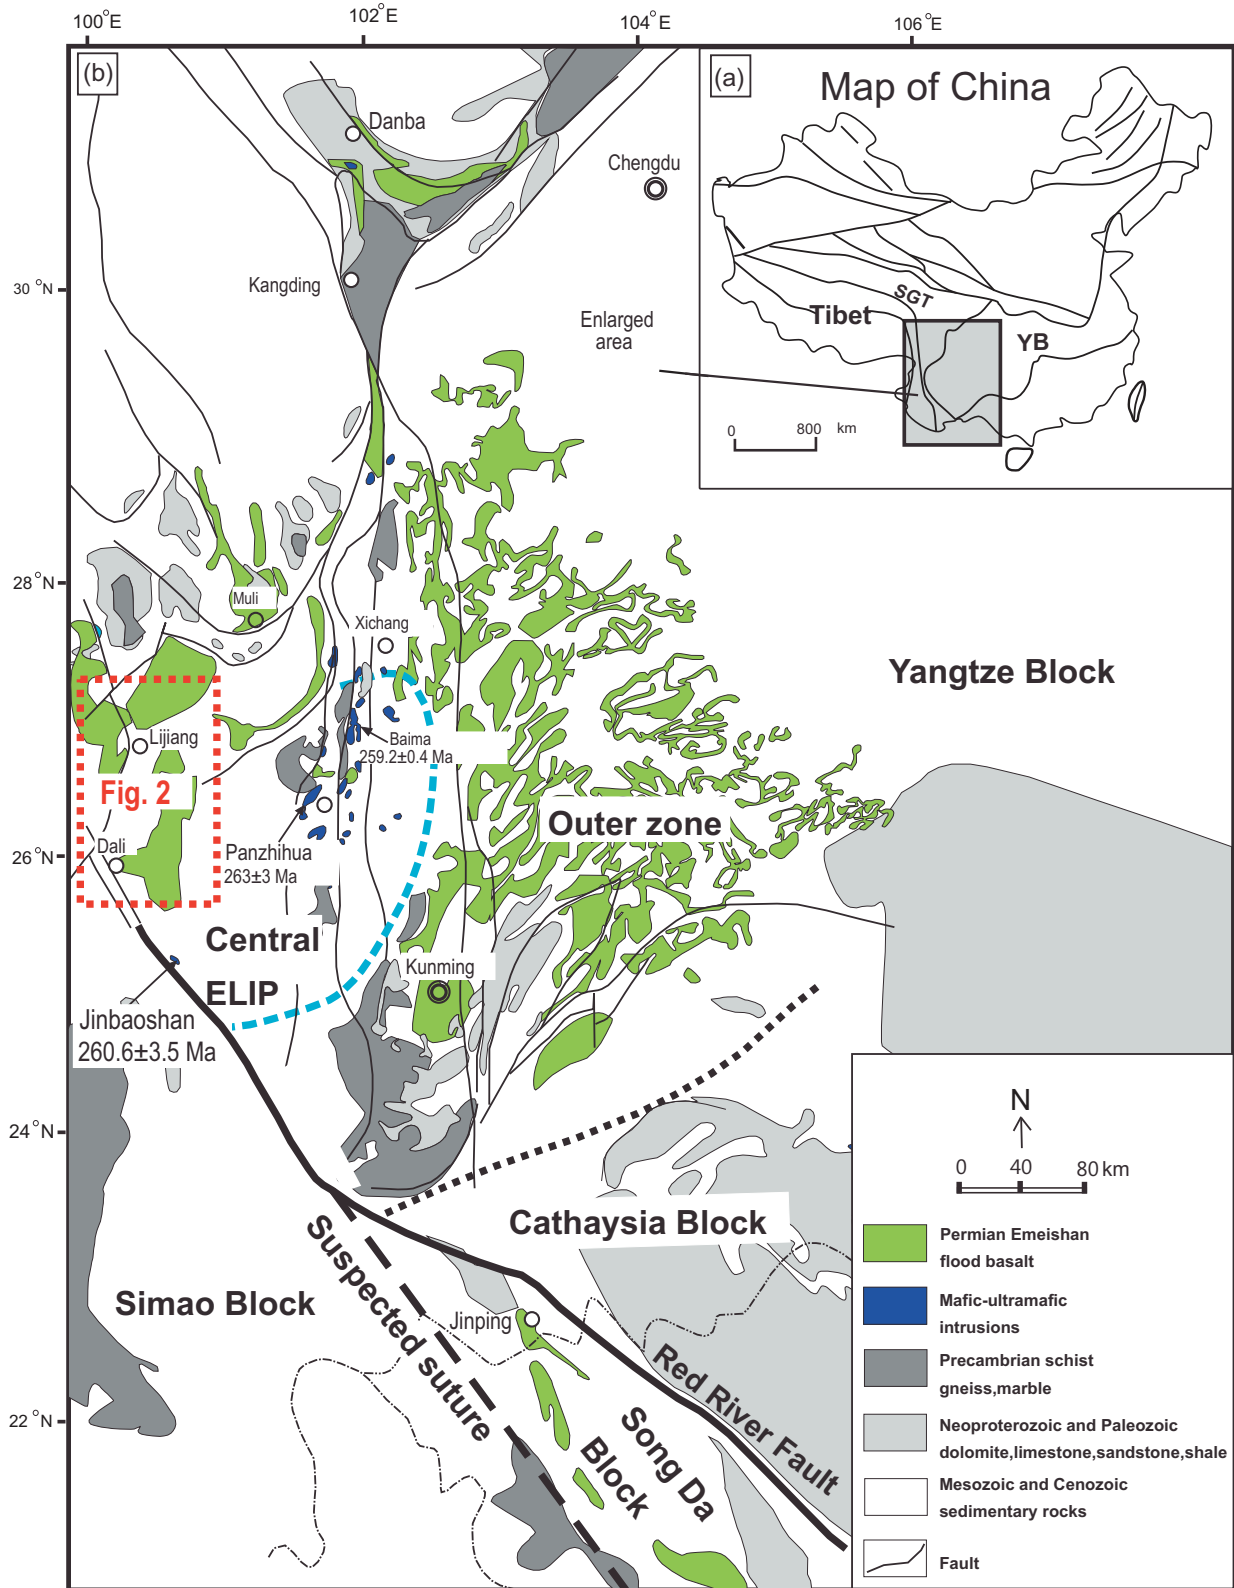 100°E
102°E
104°E
106°E
(b)
(a)
Map of China
Danba
Chengdu
Kangding
30°N
Enlarged
area
SGT
Tibet
YB
0
800
km
28°N
Muli
Xichang
Yangtze Block
Lijiang
Baima
259.2±0.4 Ma
Fig. 2
Outer zone
Dali
26°N
Panzhihua
263±3 Ma
Central
ELIP
Kunming
Jinbaoshan
260.6±3.5 Ma
24°N
N
0
40
80 km
Cathaysia Block
Suspected suture
Simao Block
Jinping
Red River Fault
22°N
Song Da
Block
Permian Emeishan
flood basalt
Mafic-ultramafic
intrusions
Precambrian schist
gneiss,marble
Neoproterozoic and Paleozoic
dolomite,limestone,sandstone,shale
Mesozoic and Cenozoic
sedimentary rocks
Fault